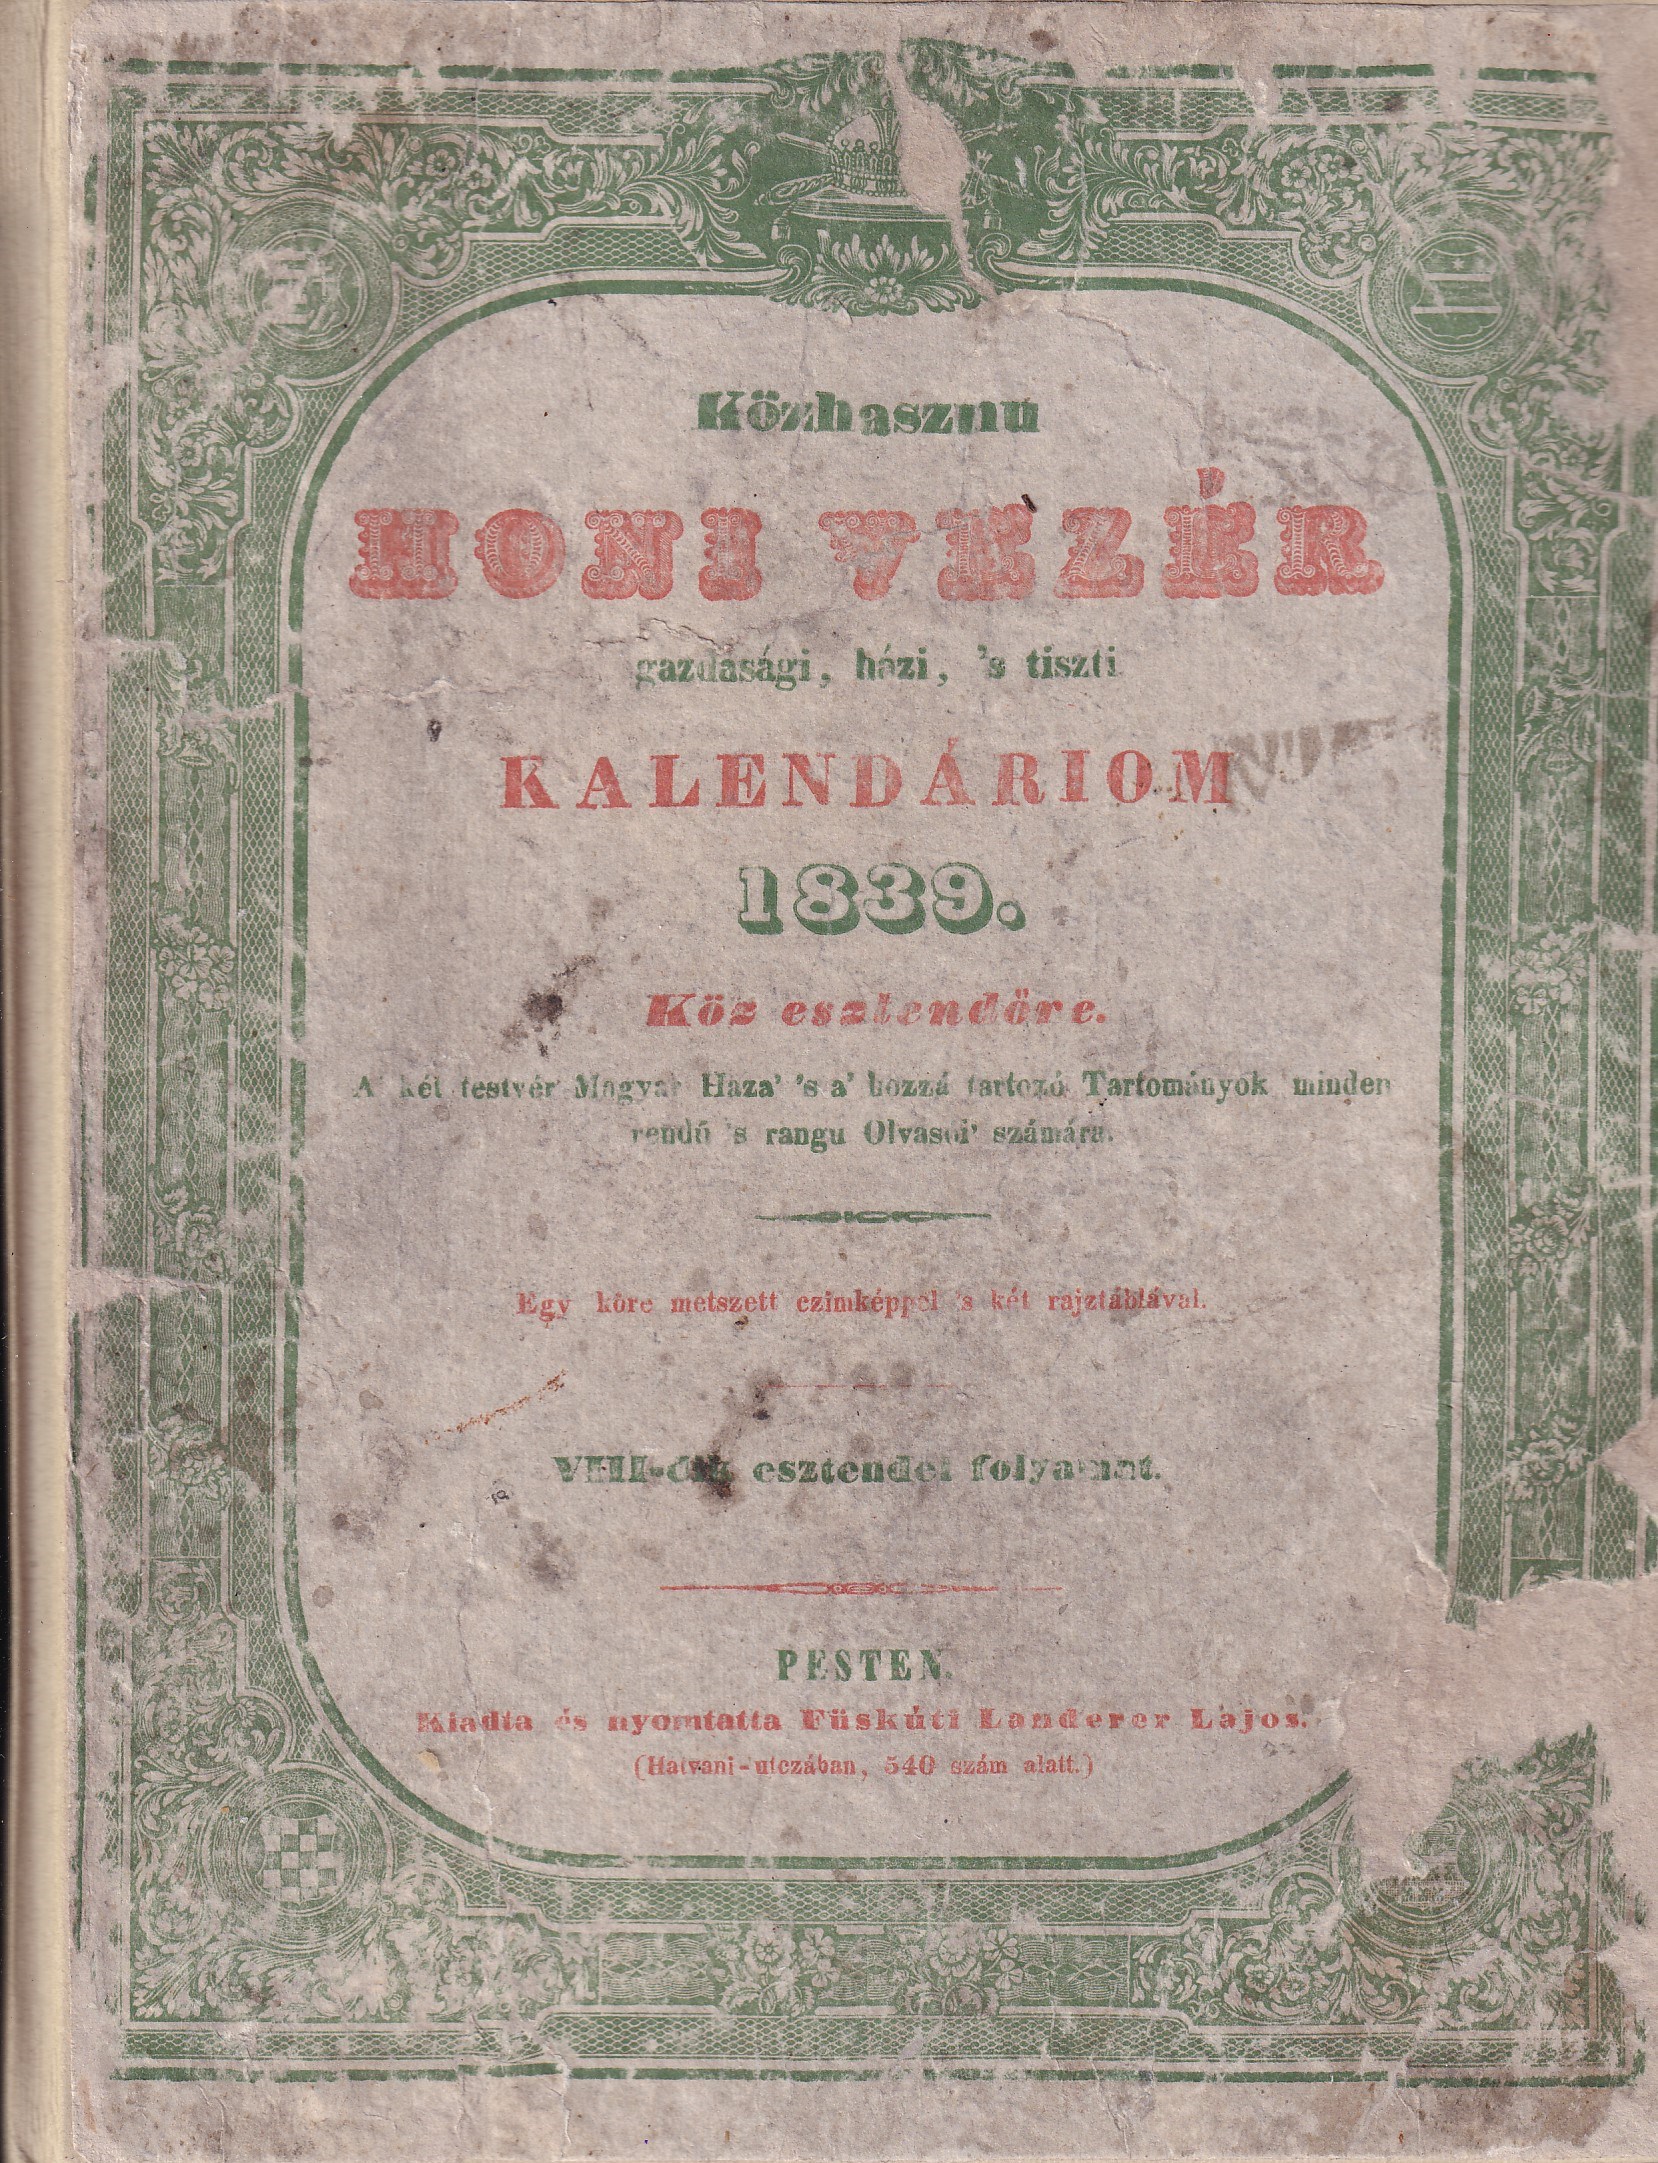 Közhasznu
HONI VEZÉR
gazdasági, házi, 's tiszti
KALENDÁRIOM
1839.
Köz esztendőre.
A' két testvér Magyar Haza' 's a' hozzá tartozó Tartományok minden
rendű 's rangu Olvasói' számára.
Egy kőre metszett czimképpel 's két rajztáblával.
VIII-dik esztendei folyamat.
PESTEN.
Kiadta és nyomtatta Füskúti Landerer Lajos.
(Hatvani-utczában, 540 szám alatt.)